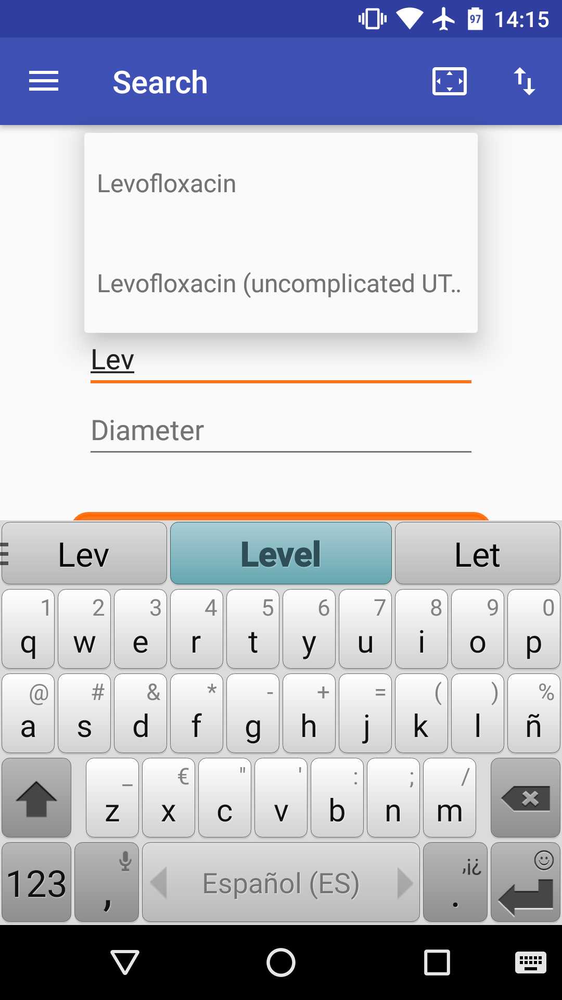 97 14:15
Search
Levofloxacin
Levofloxacin (uncomplicated UT..
Lev
Diameter
Lev Level Let
1 2 3 4 5 6 7 8 9 0
q w e r t y u i o p
@ # & * - + = ( ) %
a s d f g h j k l ñ
_ € " ' : ; /
z x c v b n m
123 , Español (ES) ,¡¿ .